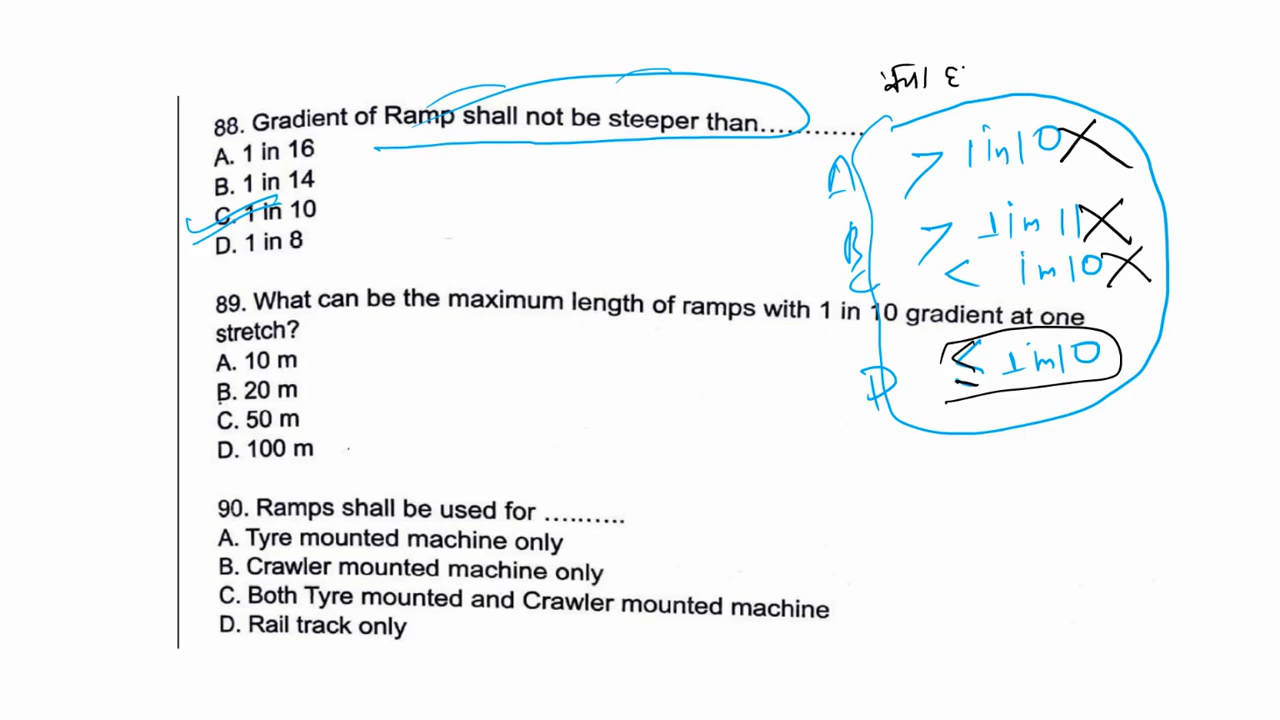 88. Gradient of Ramp shall not be steeper than..............
A. 1 in 16
B. 1 in 14
C. 1 in 10
D. 1 in 8
89. What can be the maximum length of ramps with 1 in 10 gradient at one
stretch?
A. 10 m
B. 20 m
C. 50 m
D. 100 m
90. Ramps shall be used for ..........
A. Tyre mounted machine only
B. Crawler mounted machine only
C. Both Tyre mounted and Crawler mounted machine
D. Rail track only
A > 1 in 10 X
B > 1 in 11 X
C < in 10 X
D ≤ 1 in 10